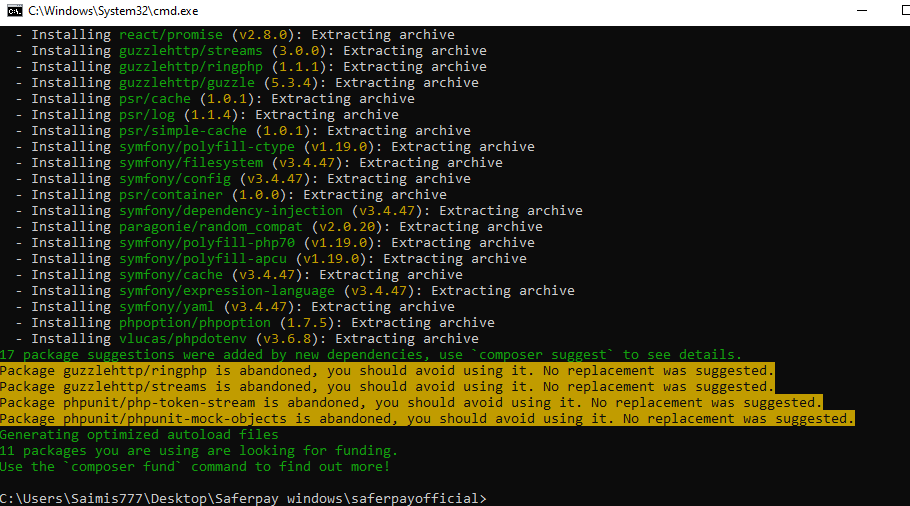 C:\Windows\System32\cmd.exe
- Installing react/promise (v2.8.0): Extracting archive
- Installing guzzlehttp/streams (3.0.0): Extracting archive
- Installing guzzlehttp/ringphp (1.1.1): Extracting archive
- Installing guzzlehttp/guzzle (5.3.4): Extracting archive
- Installing psr/cache (1.0.1): Extracting archive
- Installing psr/log (1.1.4): Extracting archive
- Installing psr/simple-cache (1.0.1): Extracting archive
- Installing symfony/polyfill-ctype (v1.19.0): Extracting archive
- Installing symfony/filesystem (v3.4.47): Extracting archive
- Installing symfony/config (v3.4.47): Extracting archive
- Installing psr/container (1.0.0): Extracting archive
- Installing symfony/dependency-injection (v3.4.47): Extracting archive
- Installing paragonie/random_compat (v2.0.20): Extracting archive
- Installing symfony/polyfill-php70 (v1.19.0): Extracting archive
- Installing symfony/polyfill-apcu (v1.19.0): Extracting archive
- Installing symfony/cache (v3.4.47): Extracting archive
- Installing symfony/expression-language (v3.4.47): Extracting archive
- Installing symfony/yaml (v3.4.47): Extracting archive
- Installing phpoption/phpoption (1.7.5): Extracting archive
- Installing vlucas/phpdotenv (v3.6.8): Extracting archive
17 package suggestions were added by new dependencies, use `composer suggest` to see details.
Package guzzlehttp/ringphp is abandoned, you should avoid using it. No replacement was suggested.
Package guzzlehttp/streams is abandoned, you should avoid using it. No replacement was suggested.
Package phpunit/php-token-stream is abandoned, you should avoid using it. No replacement was suggested.
Package phpunit/phpunit-mock-objects is abandoned, you should avoid using it. No replacement was suggested.
Generating optimized autoload files
11 packages you are using are looking for funding.
Use the `composer fund` command to find out more!
C:\Users\Saimis777\Desktop\Saferpay windows\saferpayofficial>